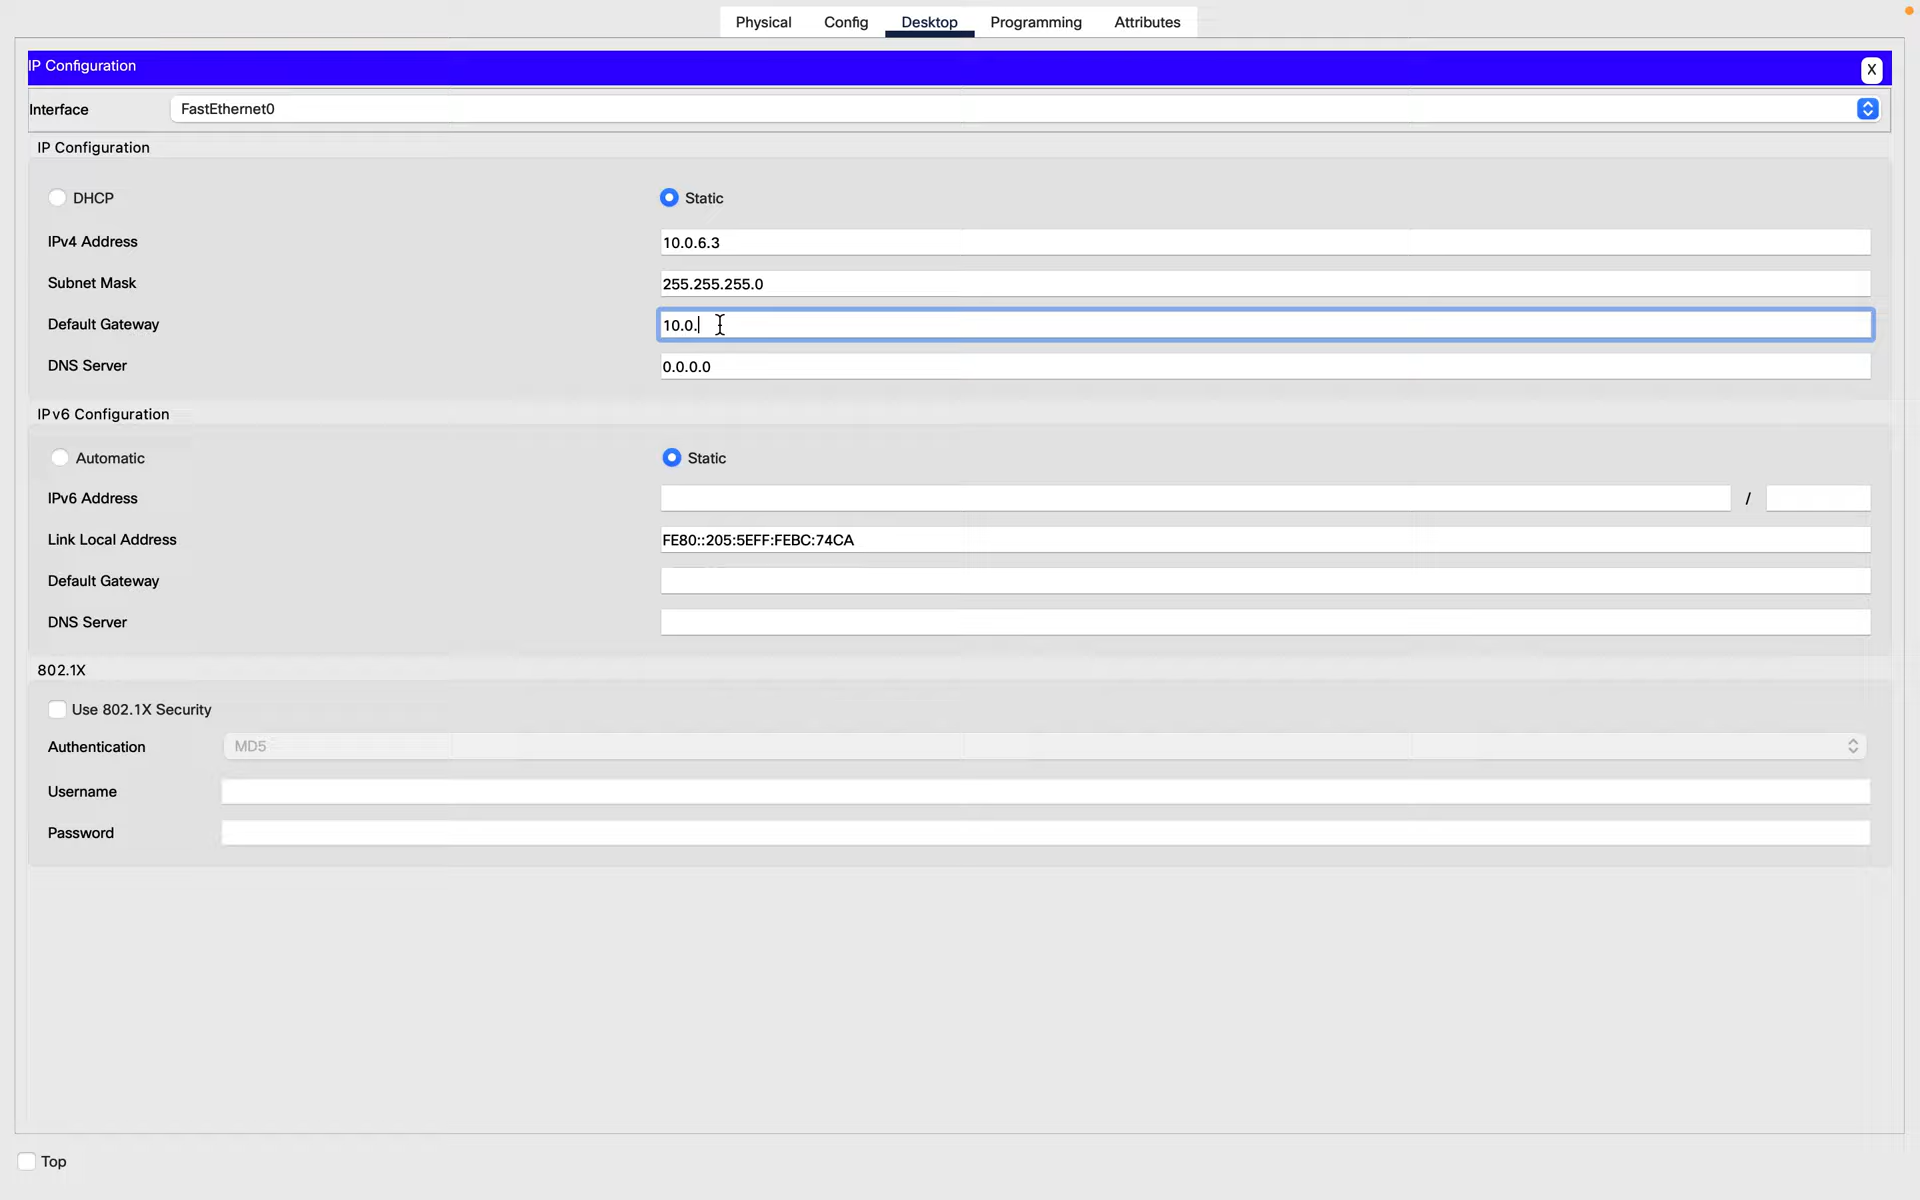 Physical Config Desktop Programming Attributes
IP Configuration X
Interface FastEthernet0
IP Configuration
DHCP Static
IPv4 Address 10.0.6.3
Subnet Mask 255.255.255.0
Default Gateway 10.0.
DNS Server 0.0.0.0
IPv6 Configuration
Automatic Static
IPv6 Address /
Link Local Address FE80::205:5EFF:FEBC:74CA
Default Gateway
DNS Server
802.1X
Use 802.1X Security
Authentication MD5
Username
Password
Top